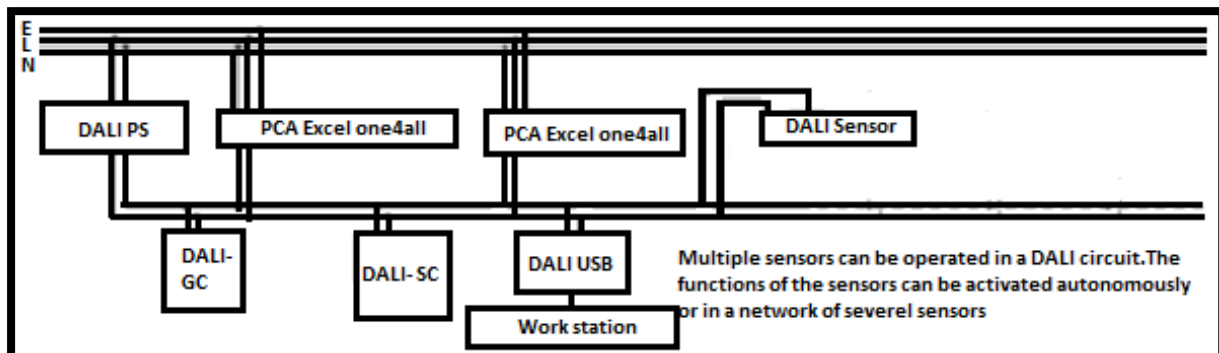 E
L
N
DALI PS
PCA Excel one4all
PCA Excel one4all
DALI Sensor
DALI-
GC
DALI- SC
DALI USB
Work station
Multiple sensors can be operated in a DALI circuit.The
functions of the sensors can be activated autonomously
or in a network of severel sensors